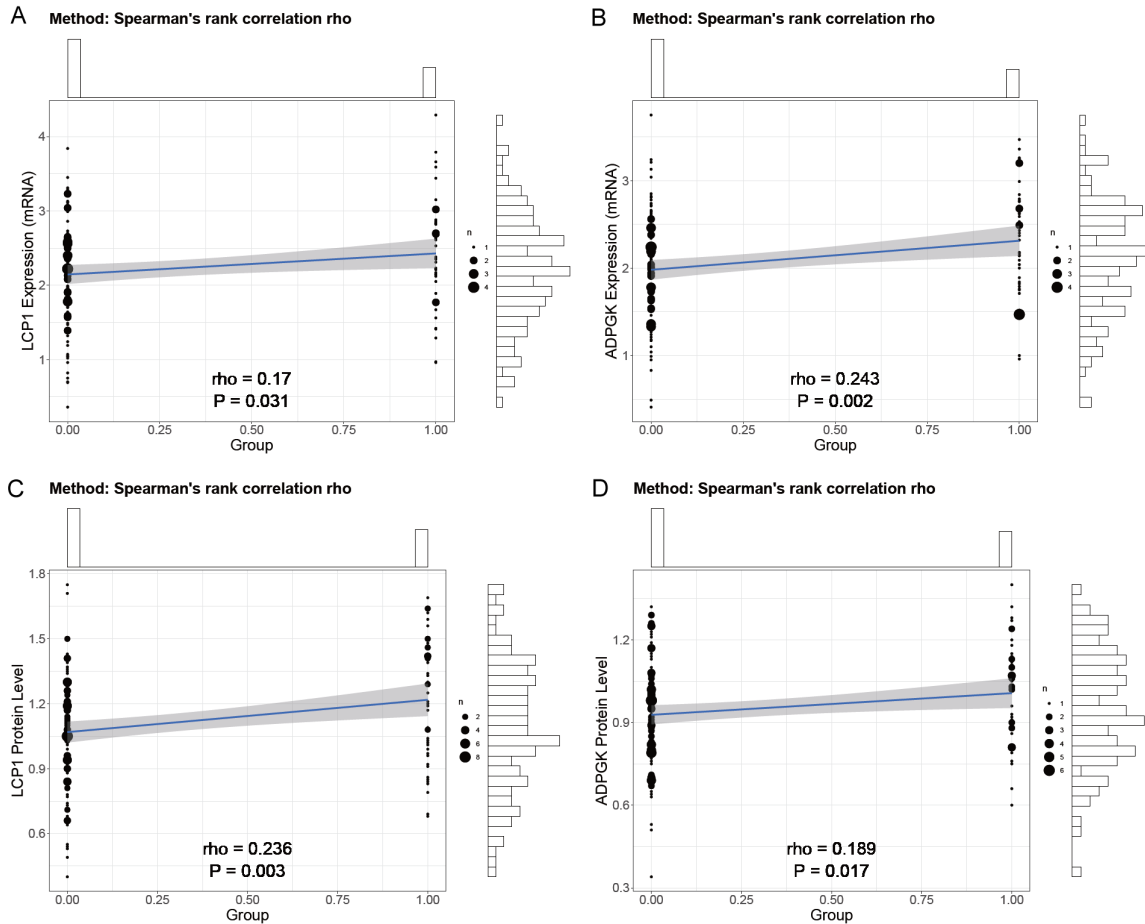 A
Method: Spearman's rank correlation rho
LCP1 Expression (mRNA)
4
3
2
1
rho = 0.17
P = 0.031
0.00
0.25
0.50
0.75
1.00
Group
n
1
2
3
4
B
Method: Spearman's rank correlation rho
ADPGK Expression (mRNA)
3
2
1
rho = 0.243
P = 0.002
0.00
0.25
0.50
0.75
1.00
Group
n
1
2
3
4
C
Method: Spearman's rank correlation rho
LCP1 Protein Level
1.8
1.5
1.2
0.9
0.6
rho = 0.236
P = 0.003
0.00
0.25
0.50
0.75
1.00
Group
n
2
4
6
8
D
Method: Spearman's rank correlation rho
ADPGK Protein Level
1.2
0.9
0.6
0.3
rho = 0.189
P = 0.017
0.00
0.25
0.50
0.75
1.00
Group
n
1
2
3
4
5
6